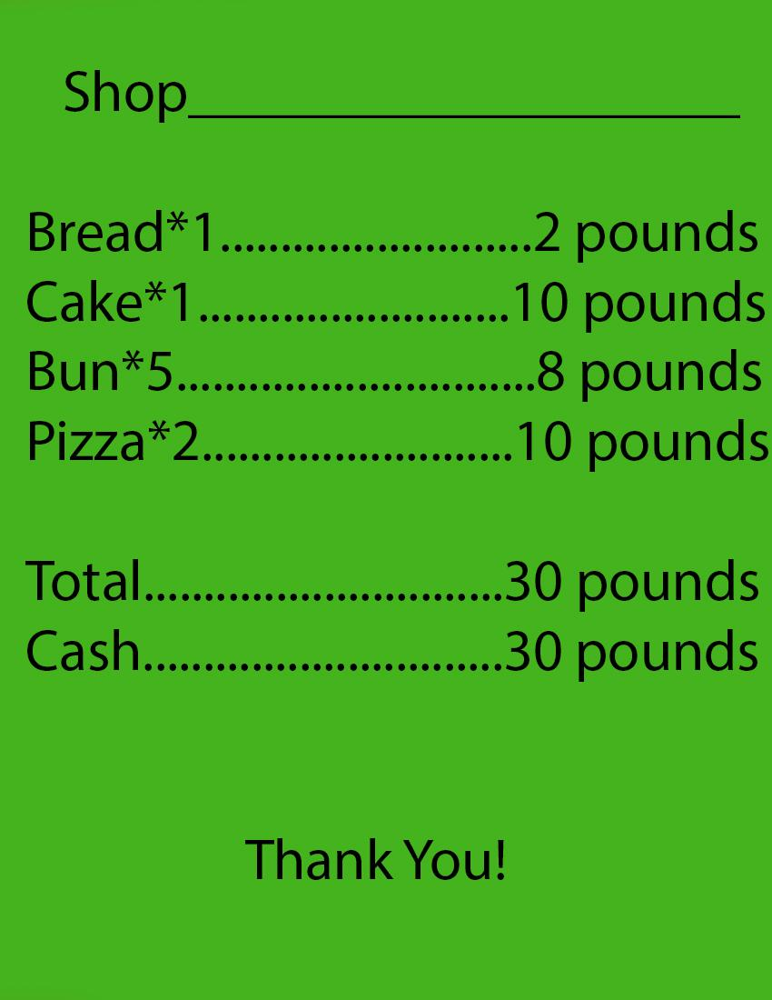 Shop______________________
Bread*1..........................2 pounds
Cake*1..........................10 pounds
Bun*5..............................8 pounds
Pizza*2..........................10 pounds
Total..............................30 pounds
Cash..............................30 pounds
Thank You!